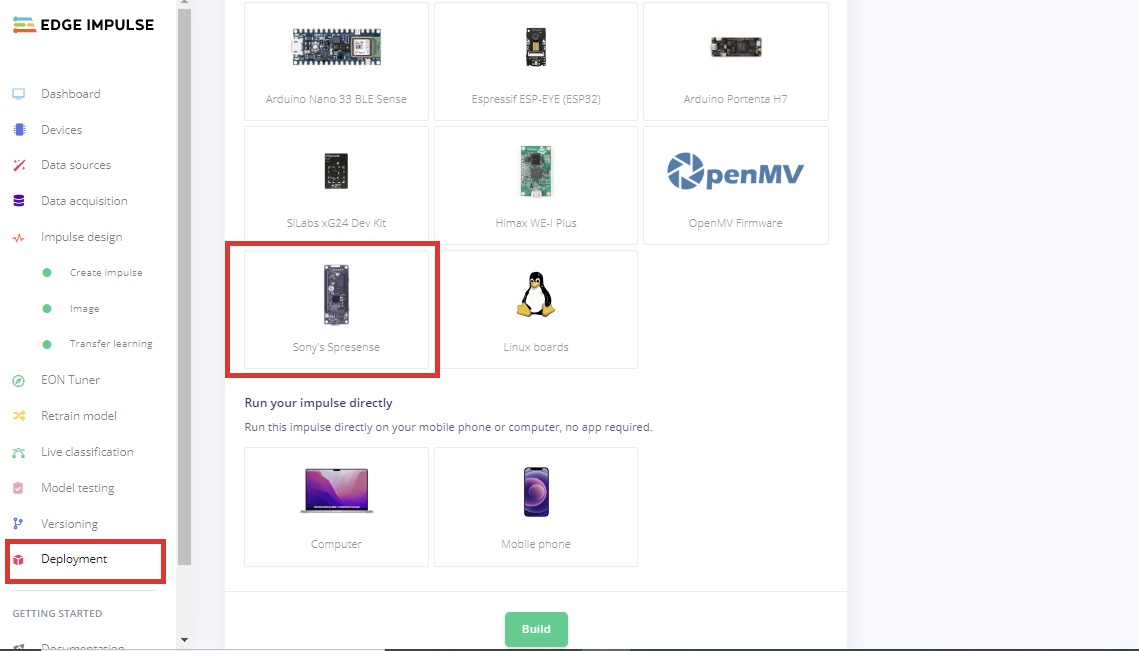 EDGE IMPULSE
Dashboard
Devices
Data sources
Data acquisition
Impulse design
Create impulse
Image
Transfer learning
EON Tuner
Retrain model
Live classification
Model testing
Versioning
Deployment
GETTING STARTED
Documentation
Arduino Nano 33 BLE Sense
Espressif ESP-EYE (ESP32)
Arduino Portenta H7
SiLabs xG24 Dev Kit
Himax WE-I Plus
OpenMV
OpenMV Firmware
Sony's Spresense
Linux boards
Run your impulse directly
Run this impulse directly on your mobile phone or computer, no app required.
Computer
Mobile phone
Build